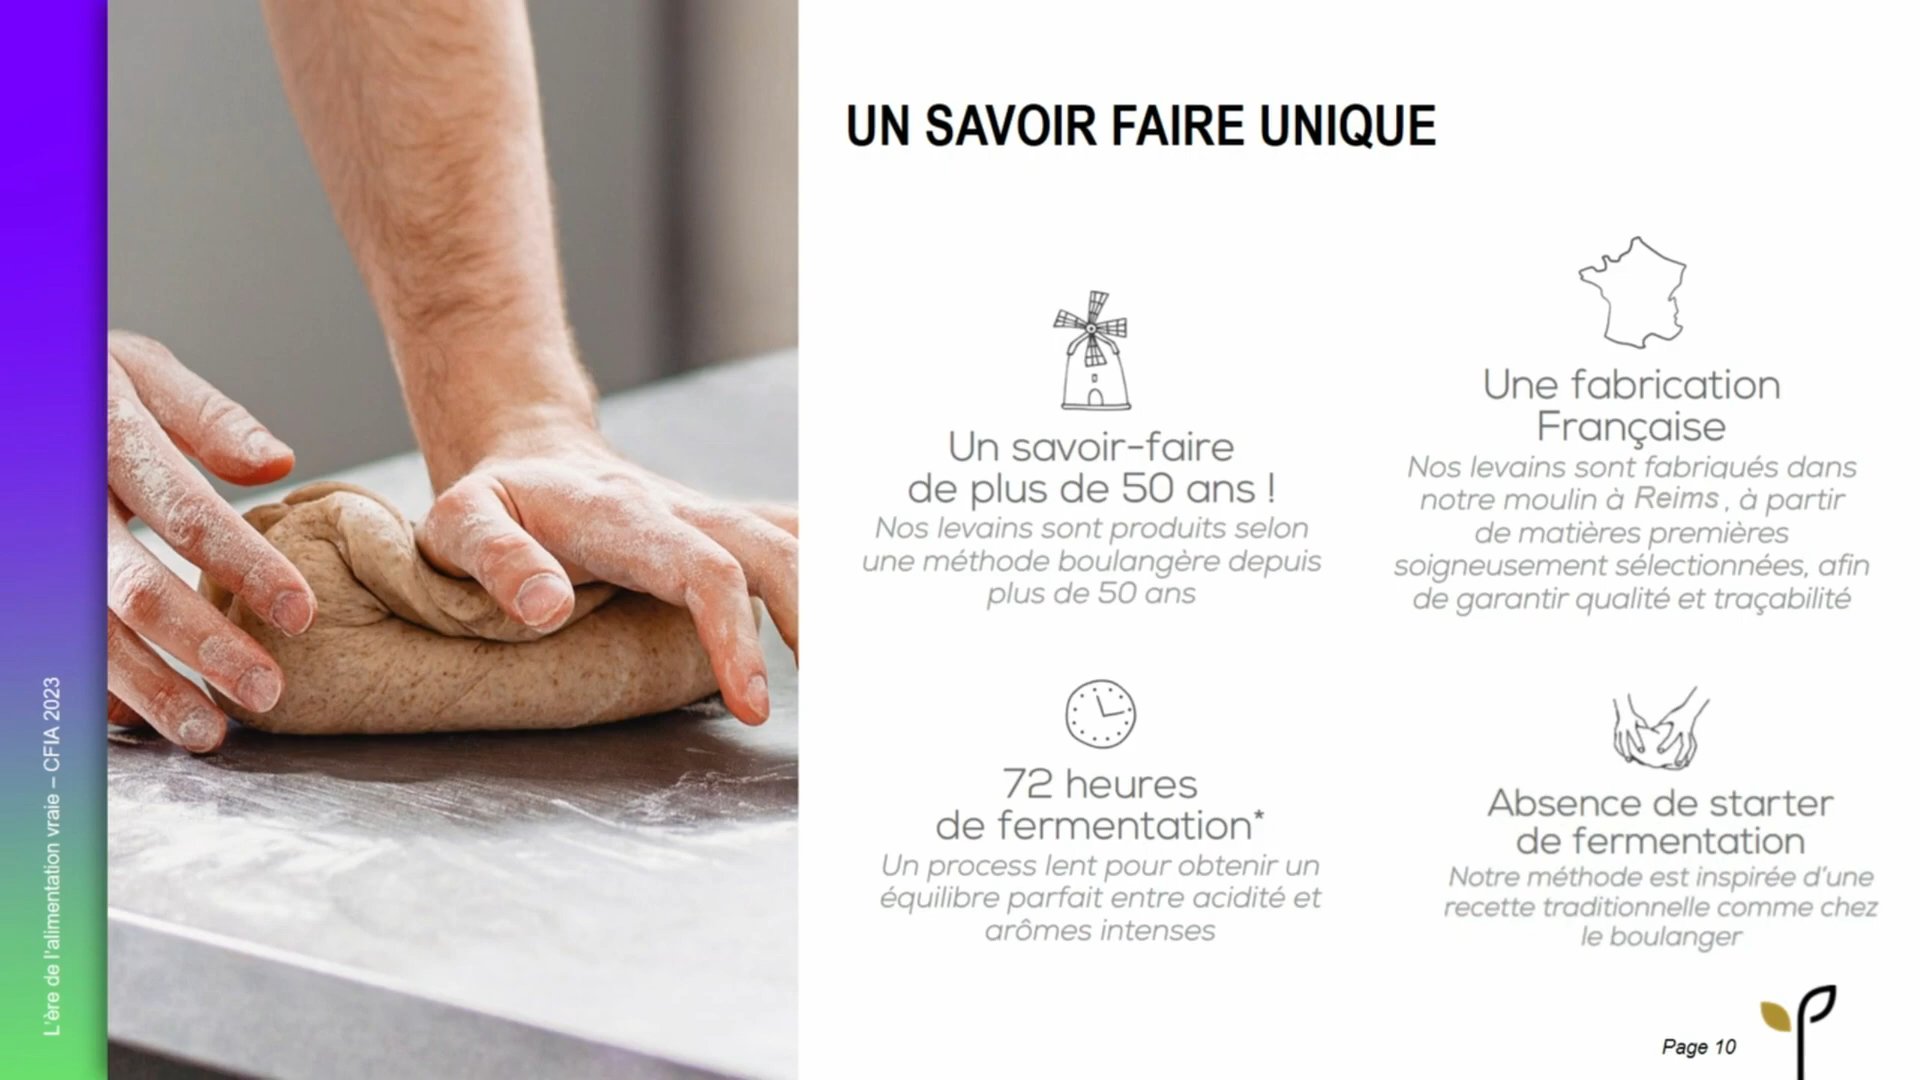 UN SAVOIR FAIRE UNIQUE
Un savoir-faire
de plus de 50 ans !
Nos levains sont produits selon
une méthode boulangère depuis
plus de 50 ans
Une fabrication
Française
Nos levains sont fabriqués dans
notre moulin à Reims, à partir
de matières premières
soigneusement sélectionnées, afin
de garantir qualité et traçabilité
72 heures
de fermentation*
Un process lent pour obtenir un
équilibre parfait entre acidité et
arômes intenses
Absence de starter
de fermentation
Notre méthode est inspirée d'une
recette traditionnelle comme chez
le boulanger
Page 10
L'ère de l'alimentation vraie – CFIA 2023